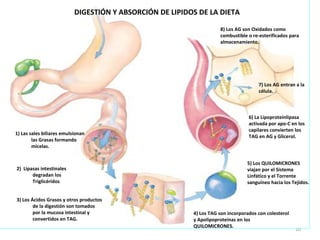 DIGESTIÓN Y ABSORCIÓN DE LIPIDOS DE LA DIETA
1) Las sales biliares emulsionan
las Grasas formando
micelas.
2) Lipasas intestinales
degradan los
Triglicéridos
3) Los Ácidos Grasos y otros productos
de la digestión son tomados
por la mucosa intestinal y
convertidos en TAG.
4) Los TAG son incorporados con colesterol
y Apolipoproteínas en los
QUILOMICRONES.
5) Los QUILOMICRONES
viajan por el Sistema
Linfático y el Torrente
sanguíneo hacia los Tejidos.
6) La Lipoproteinlipasa
activada por apo-C en los
capilares convierten los
TAG en AG y Glicerol.
7) Los AG entran a la
célula.
8) Los AG son Oxidados como
combustible o re-esterificados para
almacenamiento.